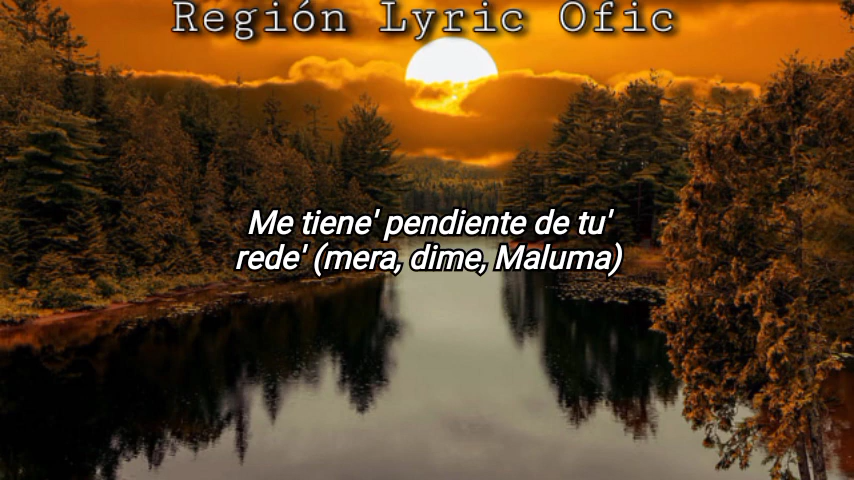 Región Lyric Ofic
Me tiene' pendiente de tu'
rede' (mera, dime, Maluma)